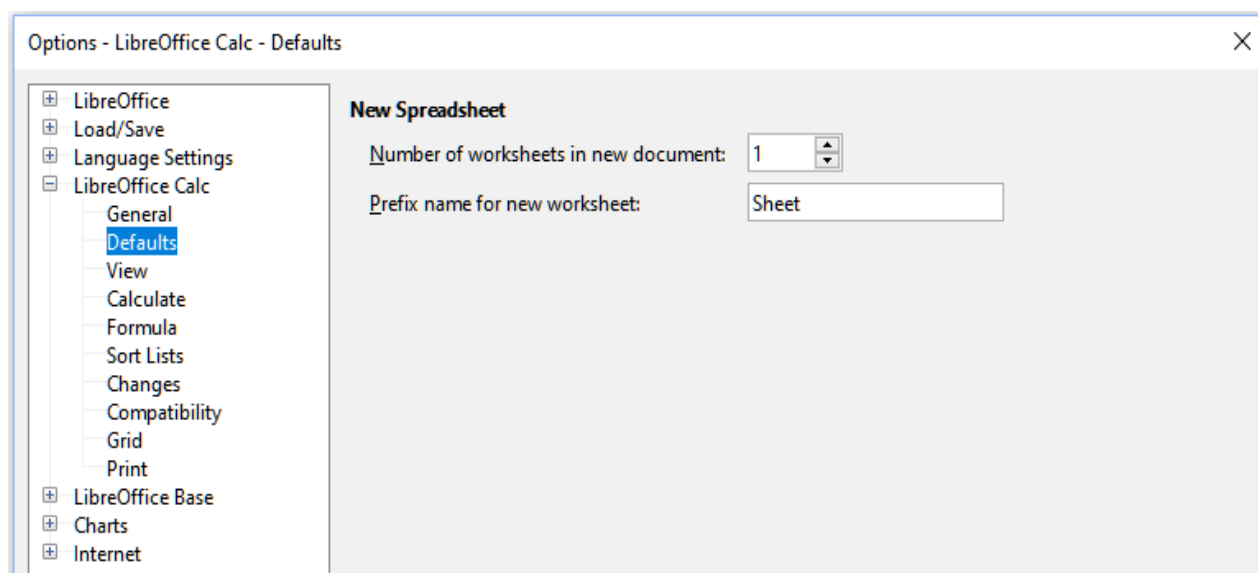 Options - LibreOffice Calc - Defaults
LibreOffice
Load/Save
Language Settings
LibreOffice Calc
General
Defaults
View
Calculate
Formula
Sort Lists
Changes
Compatibility
Grid
Print
LibreOffice Base
Charts
Internet
New Spreadsheet
Number of worksheets in new document: 1
Prefix name for new worksheet: Sheet